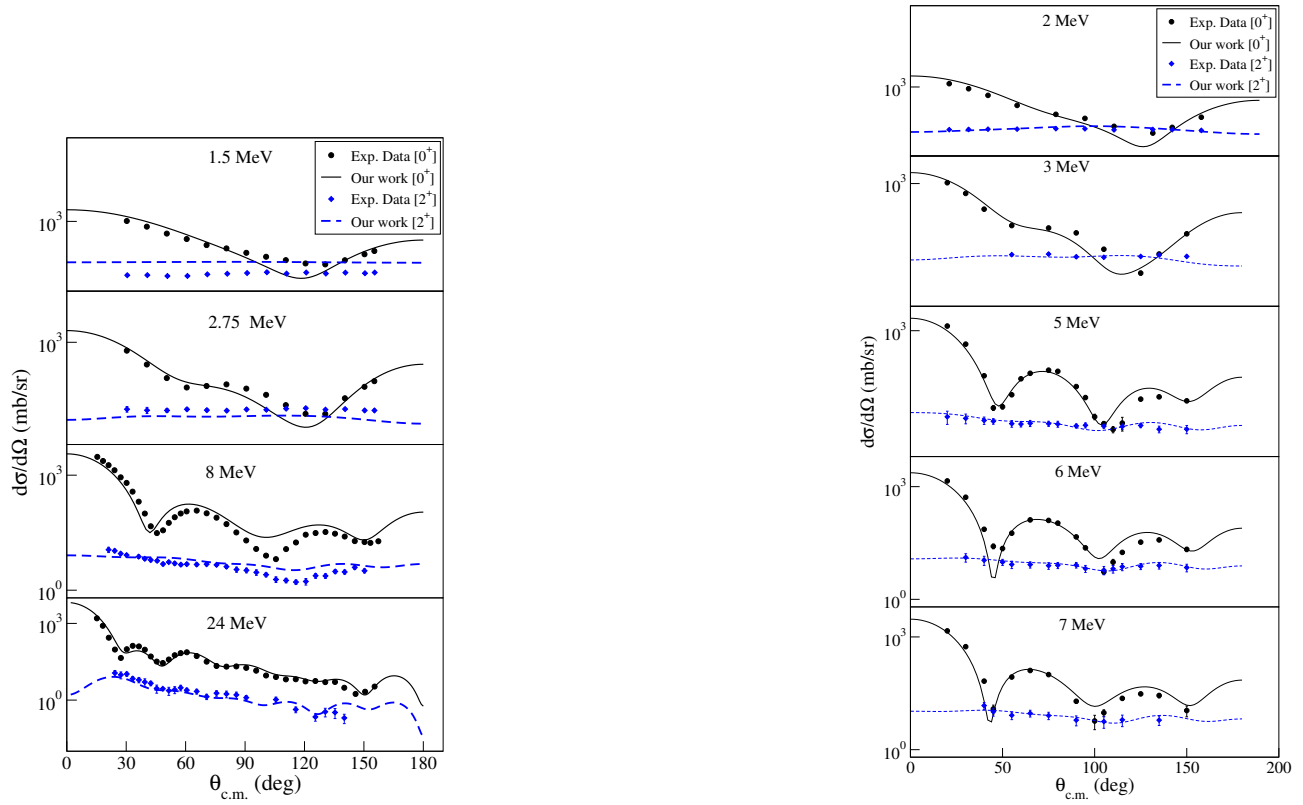 1.5 MeV
Exp. Data [0⁺]
Our work [0⁺]
Exp. Data [2⁺]
Our work [2⁺]
10³
2.75 MeV
10³
8 MeV
10³
10⁰
24 MeV
10³
10⁰
dσ/dΩ (mb/sr)
0 30 60 90 120 150 180
θc.m. (deg)
2 MeV
Exp. Data [0⁺]
Our work [0⁺]
Exp. Data [2⁺]
Our work [2⁺]
10³
3 MeV
10³
5 MeV
10³
6 MeV
10³
10⁰
7 MeV
10³
10⁰
dσ/dΩ (mb/sr)
0 50 100 150 200
θc.m. (deg)